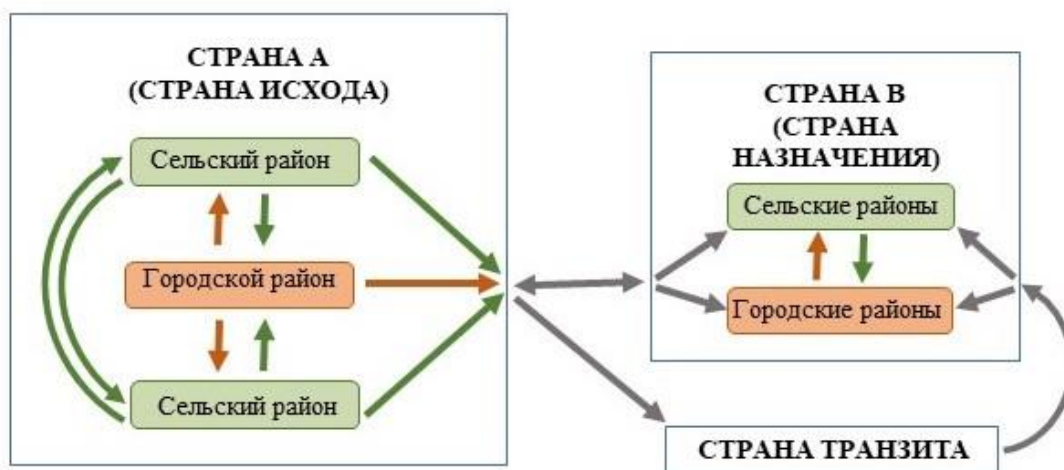 СТРАНА А
(СТРАНА ИСХОДА)
Сельский район
Городской район
Сельский район
СТРАНА В
(СТРАНА
НАЗНАЧЕНИЯ)
Сельские районы
Городские районы
СТРАНА ТРАНЗИТА